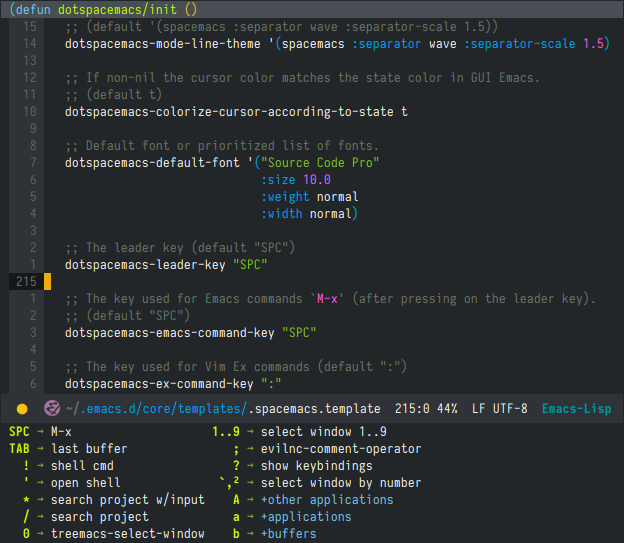 (defun dotspacemacs/init ()
15 ;; (default '(spacemacs :separator wave :separator-scale 1.5))
14 dotspacemacs-mode-line-theme '(spacemacs :separator wave :separator-scale 1.5)
13
12 ;; If non-nil the cursor color matches the state color in GUI Emacs.
11 ;; (default t)
10 dotspacemacs-colorize-cursor-according-to-state t
9
8 ;; Default font or prioritized list of fonts.
7 dotspacemacs-default-font '("Source Code Pro"
6 :size 10.0
5 :weight normal
4 :width normal)
3
2 ;; The leader key (default "SPC")
1 dotspacemacs-leader-key "SPC"
215
1 ;; The key used for Emacs commands `M-x' (after pressing on the leader key).
2 ;; (default "SPC")
3 dotspacemacs-emacs-command-key "SPC"
4
5 ;; The key used for Vim Ex commands (default ":")
6 dotspacemacs-ex-command-key ":"
~/.emacs.d/core/templates/.spacemacs.template 215:0 44% LF UTF-8 Emacs-Lisp
SPC → M-x 1..9 → select window 1..9
TAB → last buffer ; → evilnc-comment-operator
! → shell cmd ? → show keybindings
' → open shell `,² → select window by number
* → search project w/input A → +other applications
/ → search project a → +applications
0 → treemacs-select-window b → +buffers